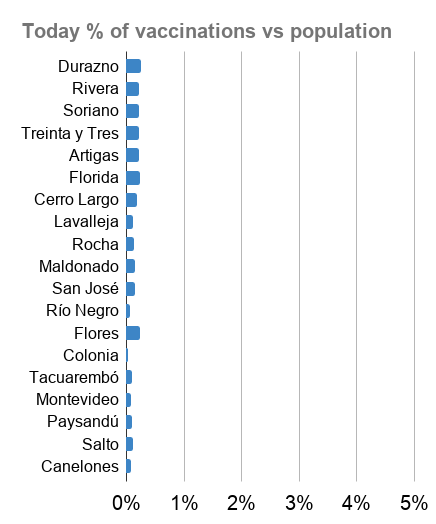 Today % of vaccinations vs population
Durazno
Rivera
Soriano
Treinta y Tres
Artigas
Florida
Cerro Largo
Lavalleja
Rocha
Maldonado
San José
Río Negro
Flores
Colonia
Tacuarembó
Montevideo
Paysandú
Salto
Canelones
0% 1% 2% 3% 4% 5%